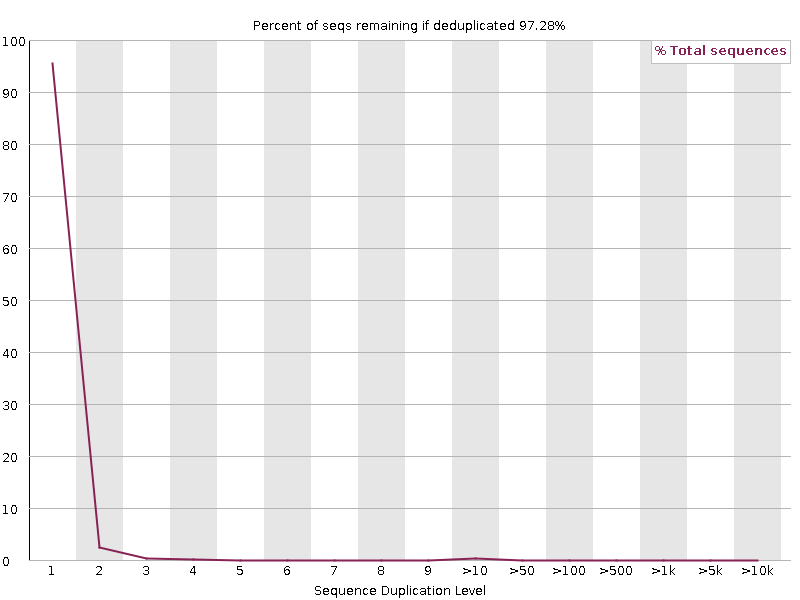 Percent of seqs remaining if deduplicated 97.28%
% Total sequences
100
90
80
70
60
50
40
30
20
10
0
1 2 3 4 5 6 7 8 9 >10 >50 >100 >500 >1k >5k >10k
Sequence Duplication Level